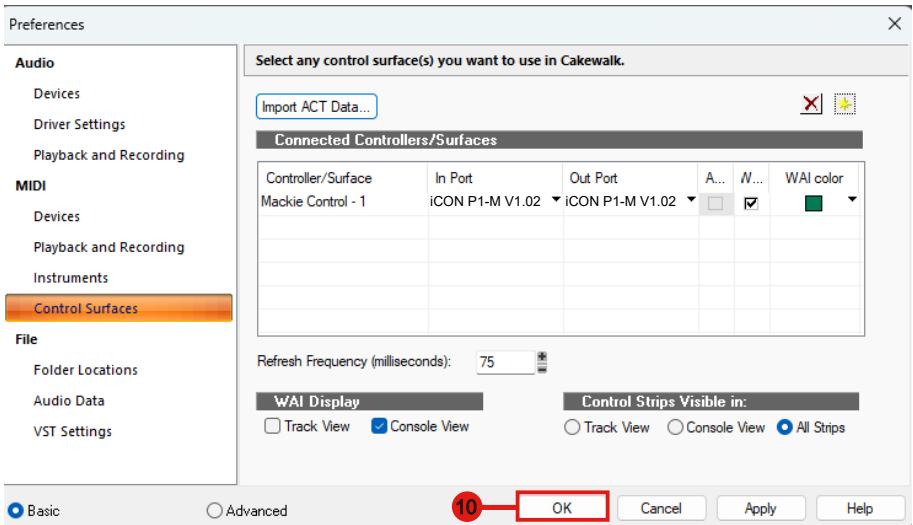 Preferences
Audio
Devices
Driver Settings
Playback and Recording
MIDI
Devices
Playback and Recording
Instruments
Control Surfaces
File
Folder Locations
Audio Data
VST Settings
Basic
Advanced
Select any control surface(s) you want to use in Cakewalk.
Import ACT Data...
Connected Controllers/Surfaces
Controller/Surface In Port Out Port A... W... WAI color
Mackie Control - 1 iCON P1-M V1.02 iCON P1-M V1.02
Refresh Frequency (milliseconds): 75
WAI Display
Track View Console View
Control Strips Visible in:
Track View Console View All Strips
10 OK Cancel Apply Help